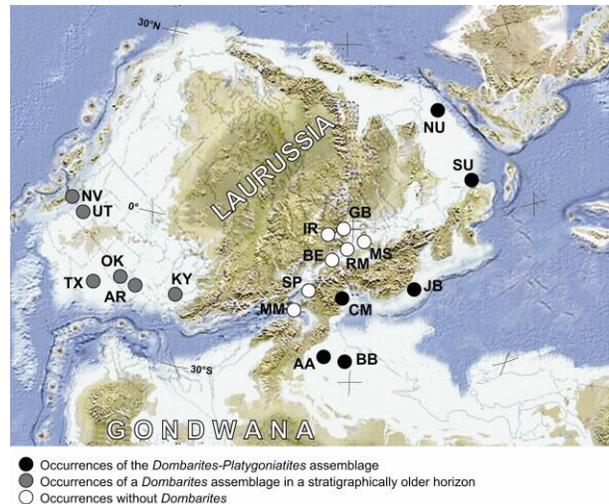 30°N
NU
SU
LAURUSSIA
NV
UT
0°
GB
IR
MS
RM
BE
OK
TX
AR
KY
SP
CM
JB
MM
AA
BB
30°S
GONDWANA
Occurrences of the Dombarites-Platygoniatites assemblage
Occurrences of a Dombarites assemblage in a stratigraphically older horizon
Occurrences without Dombarites